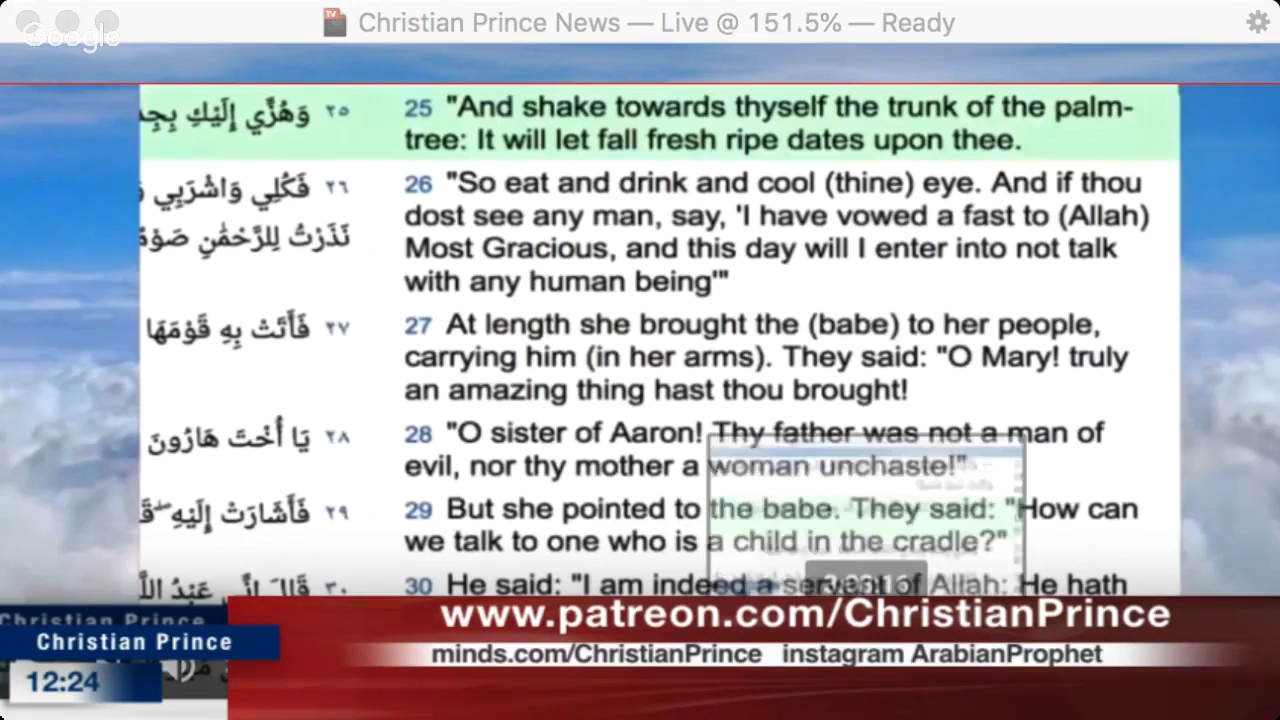 Christian Prince News — Live @ 151.5% — Ready
Google
٢٥ وَهُزِّي إِلَيْكِ
25 "And shake towards thyself the trunk of the palm-
tree: It will let fall fresh ripe dates upon thee.
٢٦ فَكُلِي وَاشْرَبِي
نَذَرْتُ لِلرَّحْمَٰنِ
26 "So eat and drink and cool (thine) eye. And if thou
dost see any man, say, 'I have vowed a fast to (Allah)
Most Gracious, and this day will I enter into not talk
with any human being'"
٢٧ فَأَتَتْ بِهِ قَوْمَهَا
27 At length she brought the (babe) to her people,
carrying him (in her arms). They said: "O Mary! truly
an amazing thing hast thou brought!
٢٨ يَا أُخْتَ هَارُونَ
28 "O sister of Aaron! Thy father was not a man of
evil, nor thy mother a woman unchaste!"
٢٩ فَأَشَارَتْ إِلَيْهِ ۖ
29 But she pointed to the babe. They said: "How can
we talk to one who is a child in the cradle?"
٣٠ قَالَ إِنِّي عَبْدُ
30 He said: "I am indeed a servant of Allah: He hath
www.patreon.com/ChristianPrince
Christian Prince
Christian Prince
minds.com/ChristianPrince instagram ArabianProphet
12:24